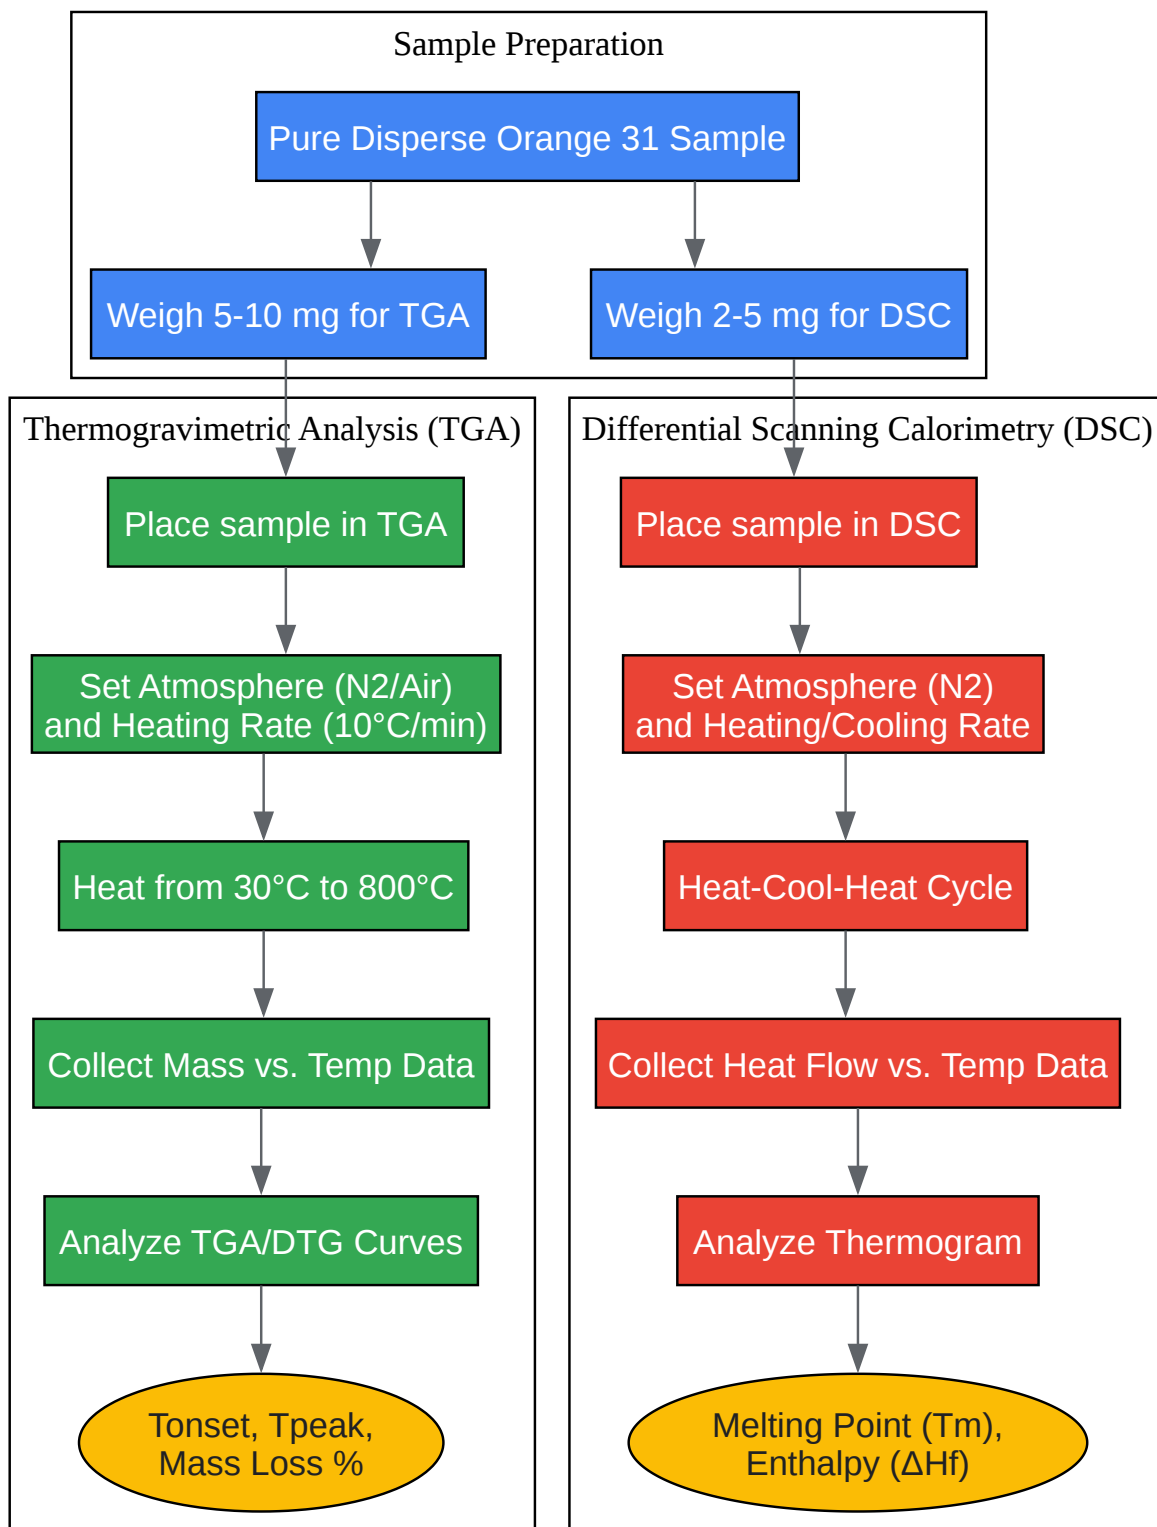 Sample Preparation
Pure Disperse Orange 31 Sample
Weigh 5-10 mg for TGA
Weigh 2-5 mg for DSC
Thermogravimetric Analysis (TGA)
Place sample in TGA
Set Atmosphere (N2/Air)
and Heating Rate (10°C/min)
Heat from 30°C to 800°C
Collect Mass vs. Temp Data
Analyze TGA/DTG Curves
Tonset, Tpeak,
Mass Loss %
Differential Scanning Calorimetry (DSC)
Place sample in DSC
Set Atmosphere (N2)
and Heating/Cooling Rate
Heat-Cool-Heat Cycle
Collect Heat Flow vs. Temp Data
Analyze Thermogram
Melting Point (Tm),
Enthalpy (ΔHf)